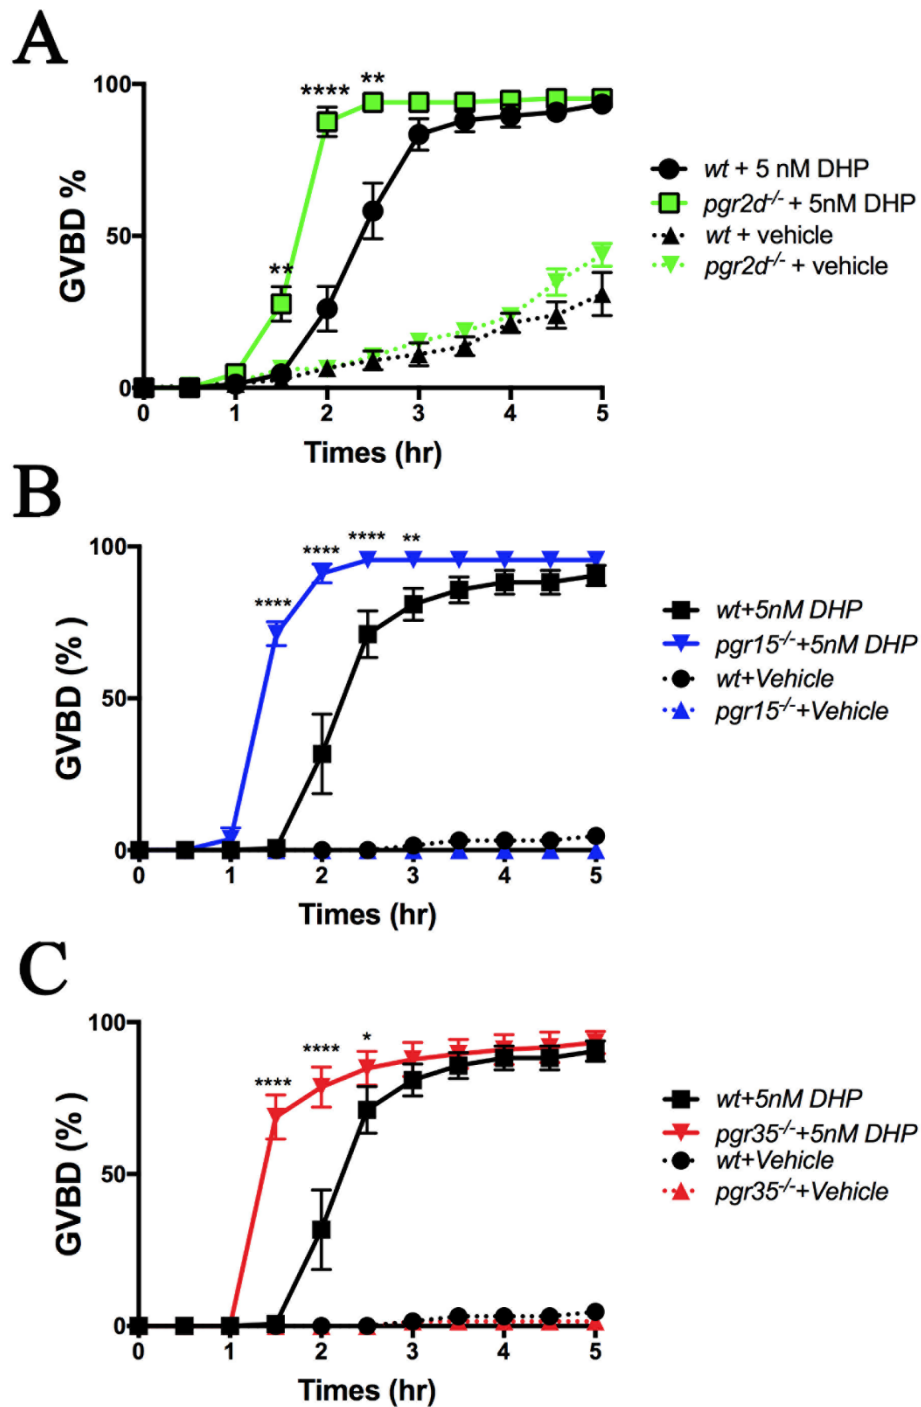 A
**** **
100
**
50
0
GVBD %
0 1 2 3 4 5
Times (hr)
wt + 5 nM DHP
pgr2d-/- + 5nM DHP
wt + vehicle
pgr2d-/- + vehicle
B
**** **** **
100
****
50
0
GVBD (% )
0 1 2 3 4 5
Times (hr)
wt+5nM DHP
pgr15-/-+5nM DHP
wt+Vehicle
pgr15-/-+Vehicle
C
**** **** *
100
50
0
GVBD (% )
0 1 2 3 4 5
Times (hr)
wt+5nM DHP
pgr35-/-+5nM DHP
wt+Vehicle
pgr35-/-+Vehicle